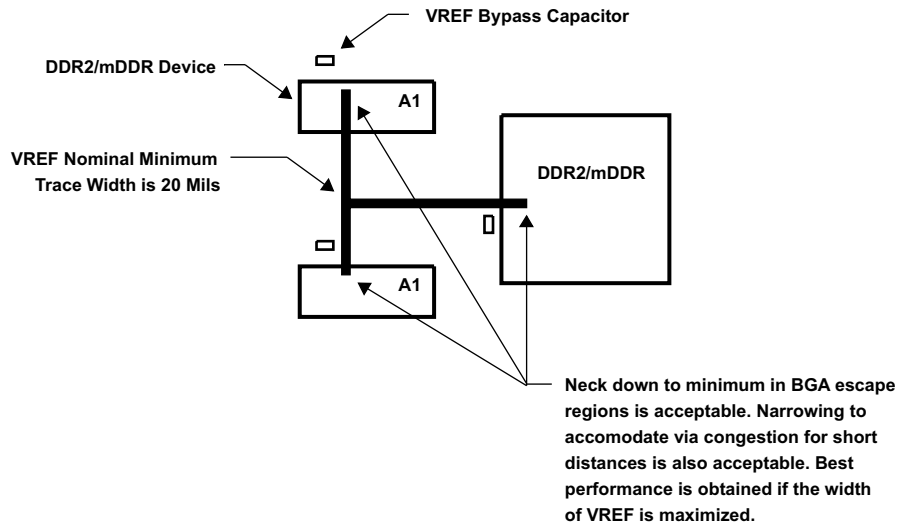 VREF Bypass Capacitor
DDR2/mDDR Device
A1
VREF Nominal Minimum
Trace Width is 20 Mils
DDR2/mDDR
A1
Neck down to minimum in BGA escape
regions is acceptable. Narrowing to
accomodate via congestion for short
distances is also acceptable. Best
performance is obtained if the width
of VREF is maximized.